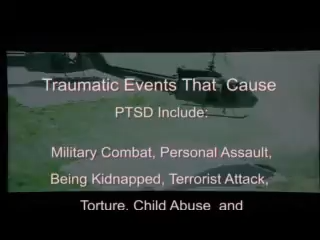 Traumatic Events That  Cause
PTSD Include:
Military Combat, Personal Assault,
Being Kidnapped, Terrorist Attack,
Torture, Child Abuse  and